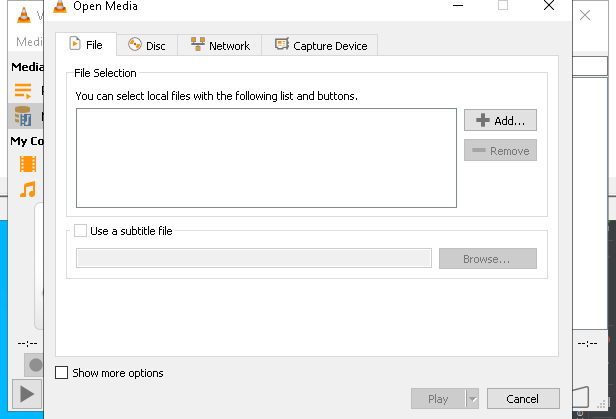 Open Media
Medi
File
Disc
Network
Capture Device
Media
File Selection
You can select local files with the following list and buttons.
Add...
Remove
My Co
Use a subtitle file
Browse...
--:--
--:--
Show more options
Play
Cancel